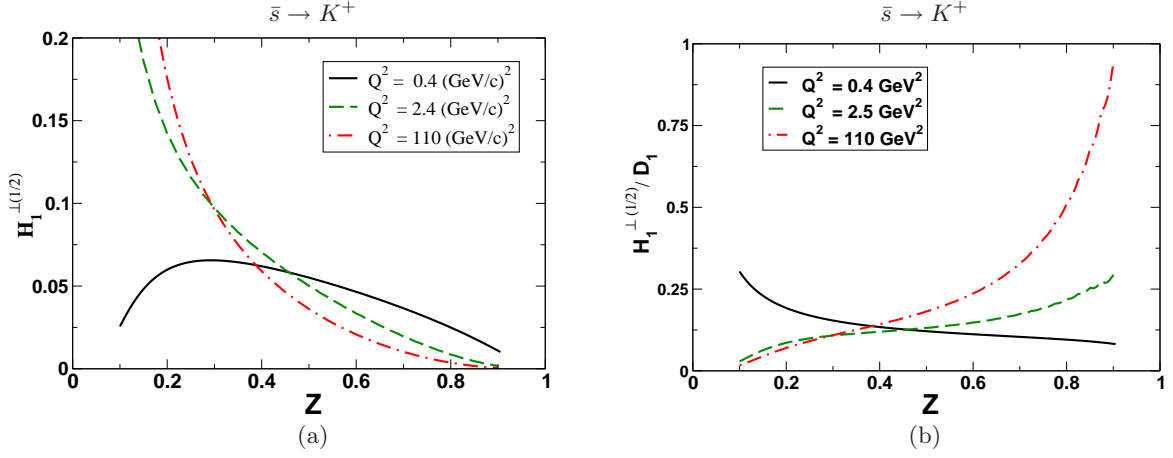 s̄ → K⁺
0.2
0.15
0.1
0.05
0
H₁^⊥(1/2)
Q² = 0.4 (GeV/c)²
Q² = 2.4 (GeV/c)²
Q² = 110 (GeV/c)²
0 0.2 0.4 0.6 0.8 1
Z
(a)
s̄ → K⁺
1
0.75
0.5
0.25
0
H₁^⊥(1/2) / D₁
Q² = 0.4 GeV²
Q² = 2.5 GeV²
Q² = 110 GeV²
0 0.2 0.4 0.6 0.8 1
Z
(b)